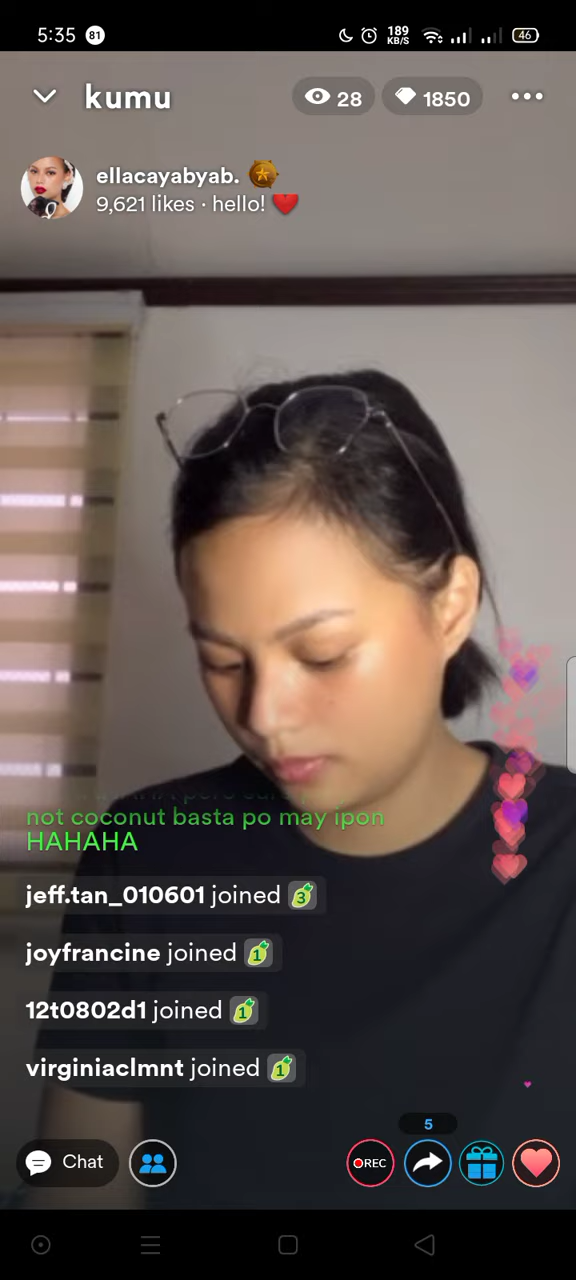 5:35 81 189 KB/S 46
kumu 28 1850
ellacayabyab.
9,621 likes · hello! ❤️
not coconut basta po may ipon
HAHAHA
jeff.tan_010601 joined 3
joyfrancine joined 1
12t0802d1 joined 1
virginiaclmnt joined 1
5
Chat REC